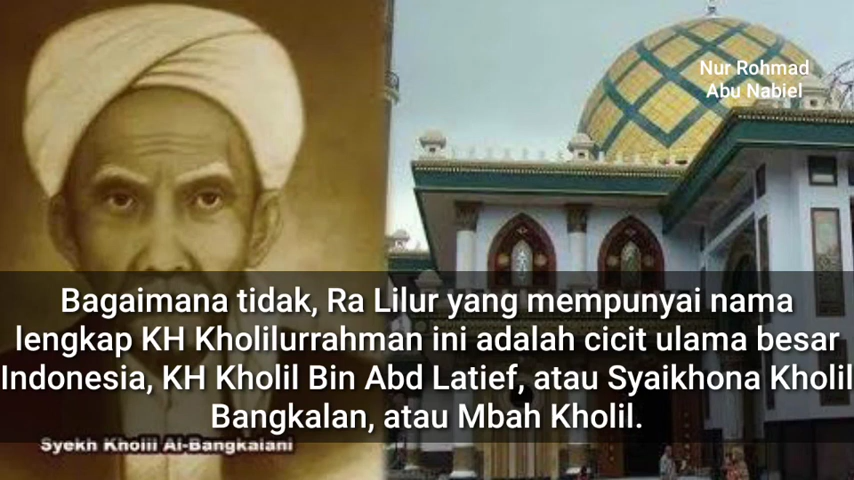 Nur Rohmad
Abu Nabiel
Bagaimana tidak, Ra Lilur yang mempunyai nama
lengkap KH Kholilurrahman ini adalah cicit ulama besar
Indonesia, KH Kholil Bin Abd Latief, atau Syaikhona Kholil
Bangkalan, atau Mbah Kholil.
Syekh Kholil Al-Bangkalani